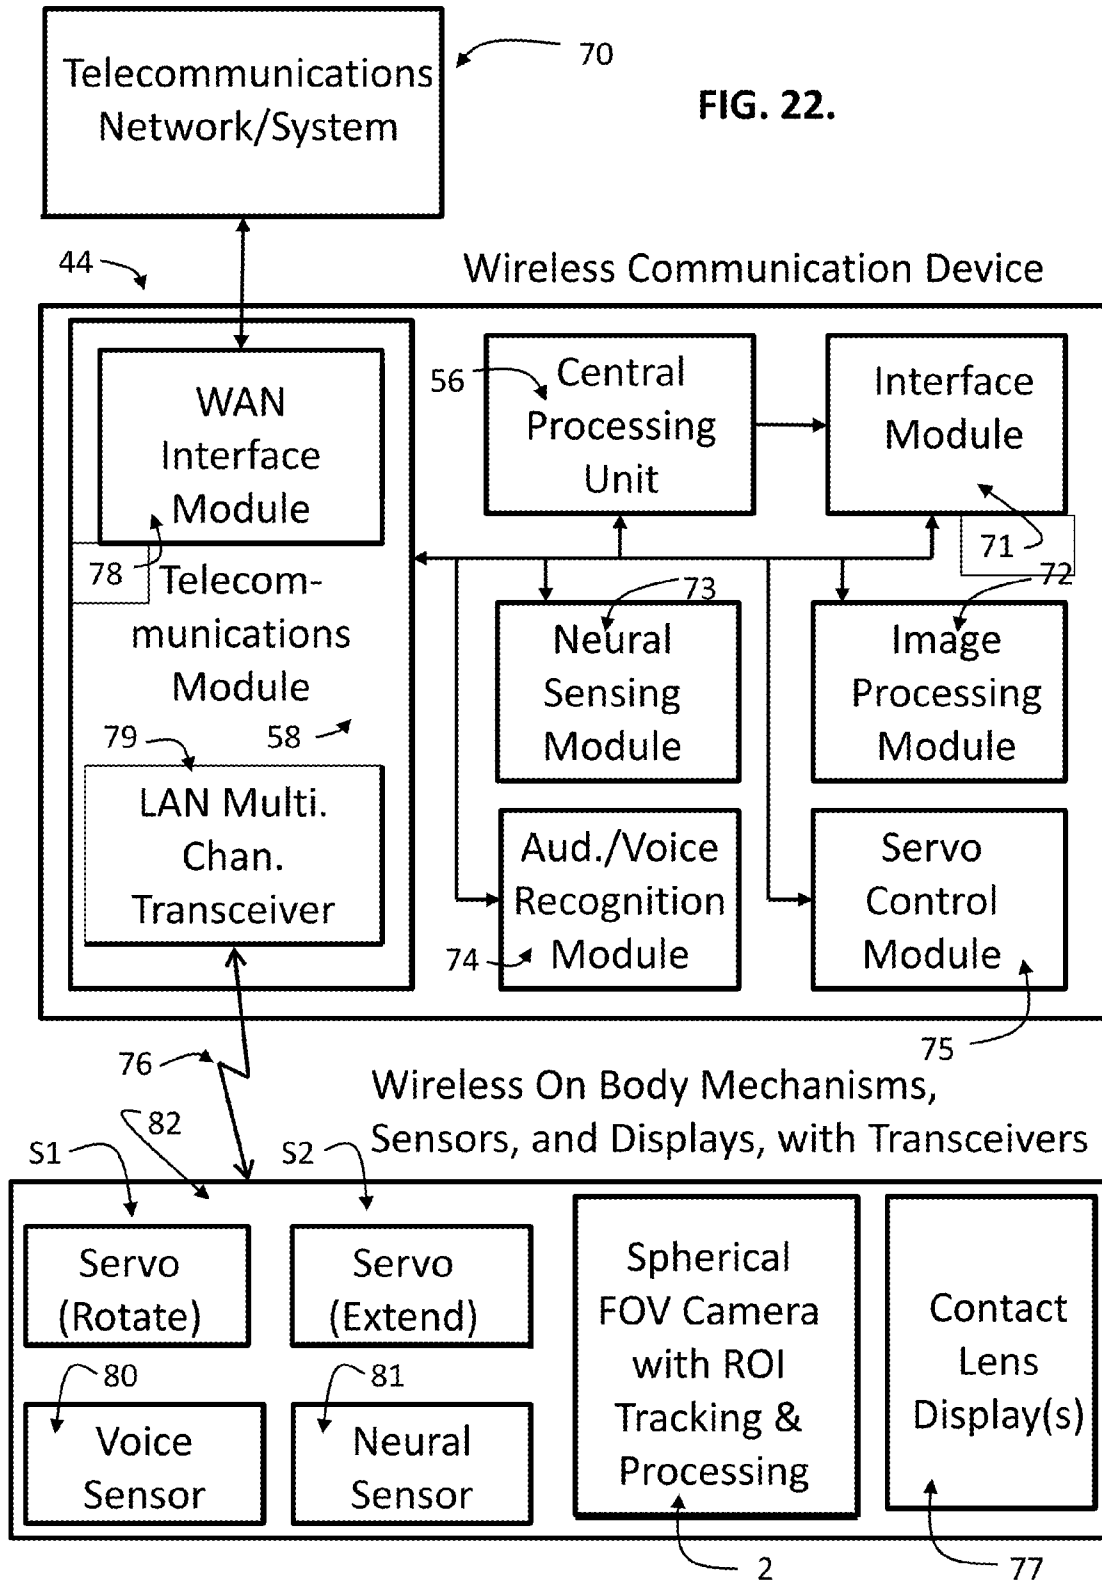 Telecommunications
Network/System
70
FIG. 22.
44
Wireless Communication Device
WAN
Interface
Module
78
Telecom-
munications
Module
58
79
LAN Multi.
Chan.
Transceiver
56
Central
Processing
Unit
Interface
Module
71
73
Neural
Sensing
Module
72
Image
Processing
Module
Aud./Voice
Recognition
Module
74
Servo
Control
Module
75
76
Wireless On Body Mechanisms,
Sensors, and Displays, with Transceivers
82
S1
S2
Servo
(Rotate)
Servo
(Extend)
80
Voice
Sensor
81
Neural
Sensor
Spherical
FOV Camera
with ROI
Tracking &
Processing
2
Contact
Lens
Display(s)
77